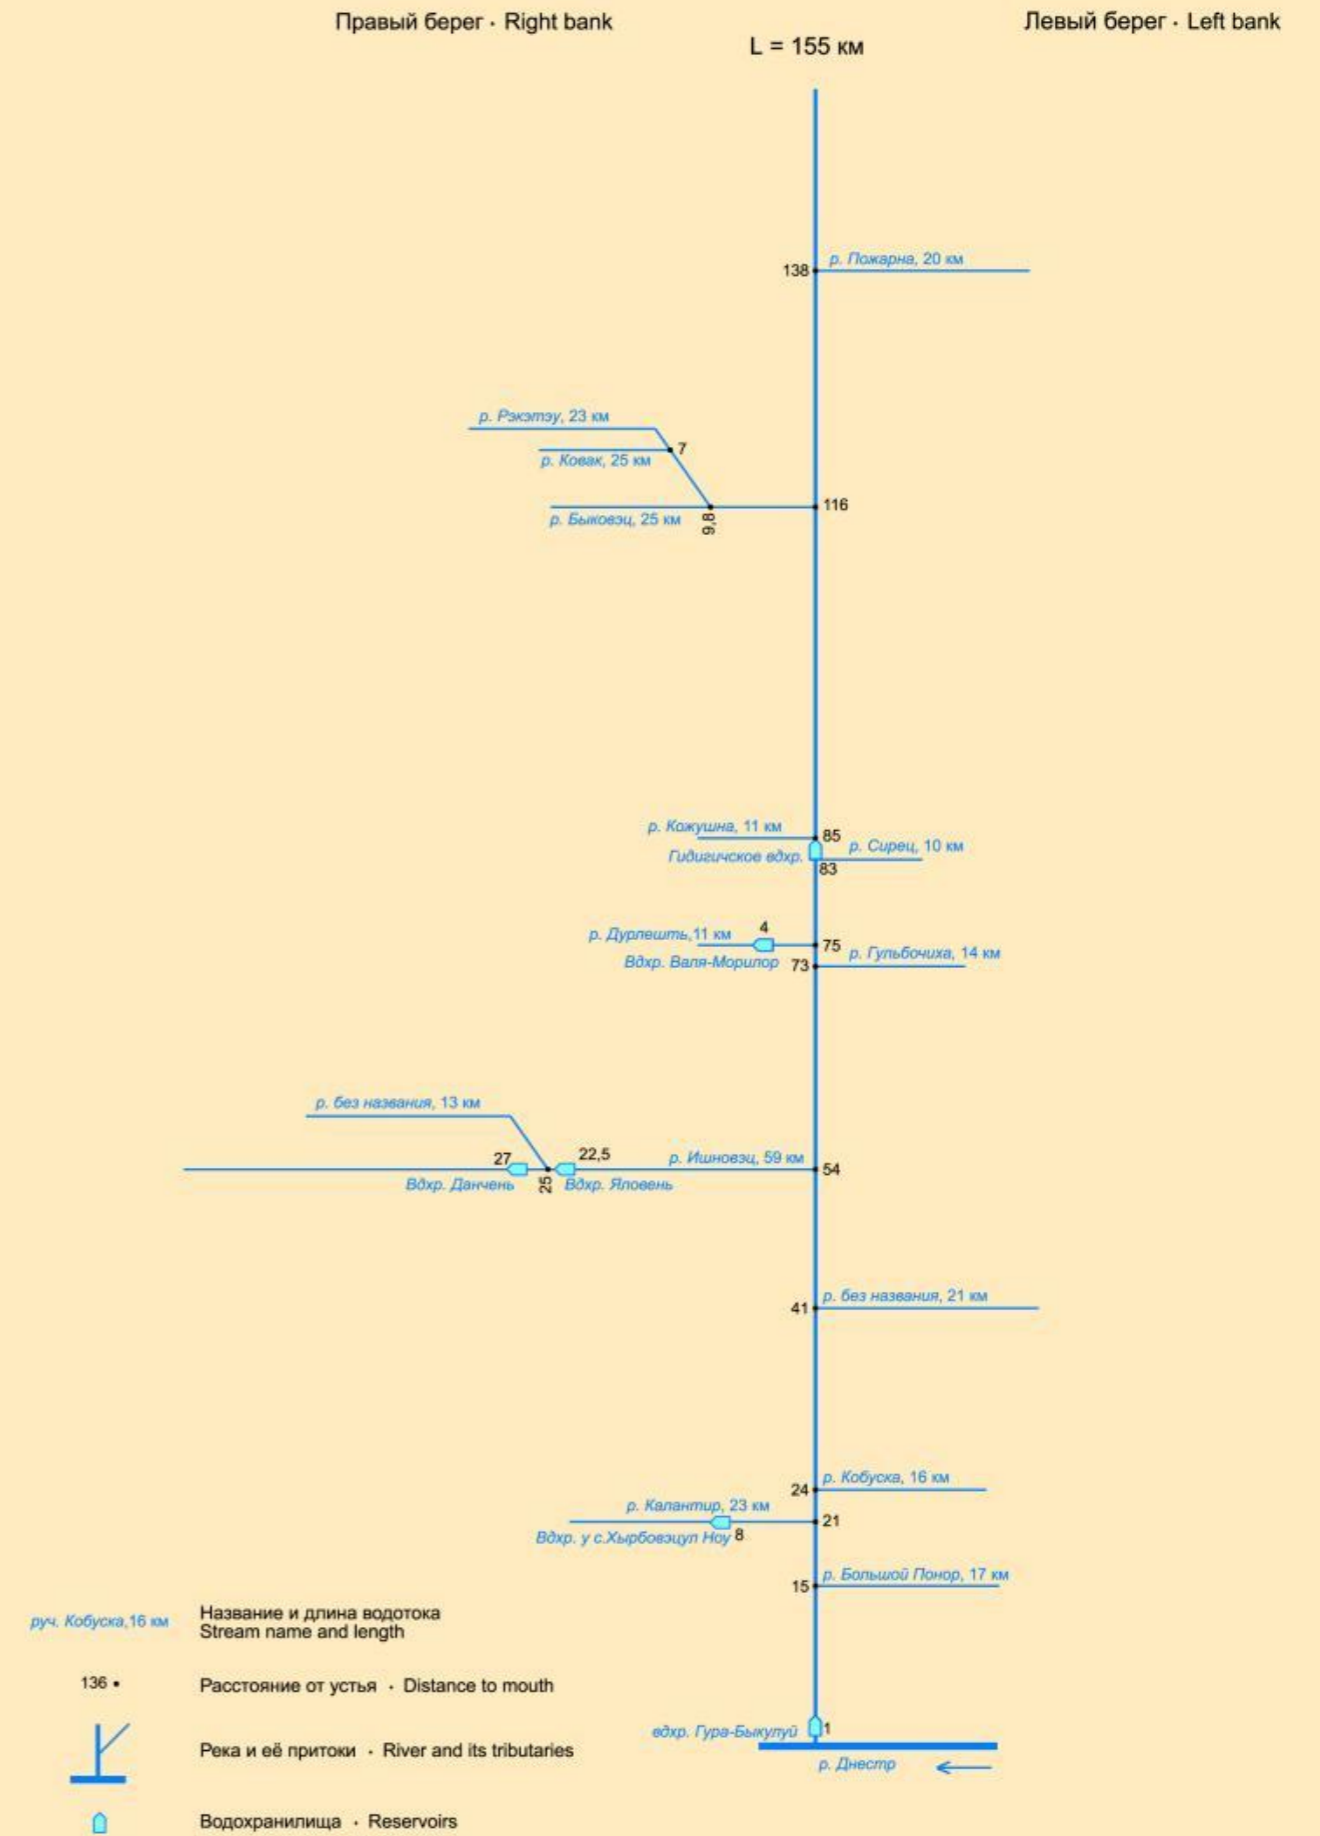 Правый берег · Right bank
Левый берег · Left bank
L = 155 км
р. Пожарна, 20 км
138
р. Рэкэтэу, 23 км
7
р. Ковак, 25 км
116
р. Быковэц, 25 км
9,8
р. Кожушна, 11 км
85
р. Сирец, 10 км
Гидигичское вдхр.
83
4
р. Дурлешть,11 км
75
р. Гульбочиха, 14 км
Вдхр. Валя-Морилор
73
р. без названия, 13 км
27
22,5
р. Ишновэц, 59 км
54
Вдхр. Данчень
25
Вдхр. Яловень
р. без названия, 21 км
41
р. Кобуска, 16 км
24
р. Калантир, 23 км
21
Вдхр. у с.Хырбовэцул Ноу
8
р. Большой Понор, 17 км
15
руч. Кобуска,16 км
Название и длина водотока
Stream name and length
136
Расстояние от устья · Distance to mouth
вдхр. Гура-Быкулуй
1
Река и её притоки · River and its tributaries
р. Днестр
Водохранилища · Reservoirs